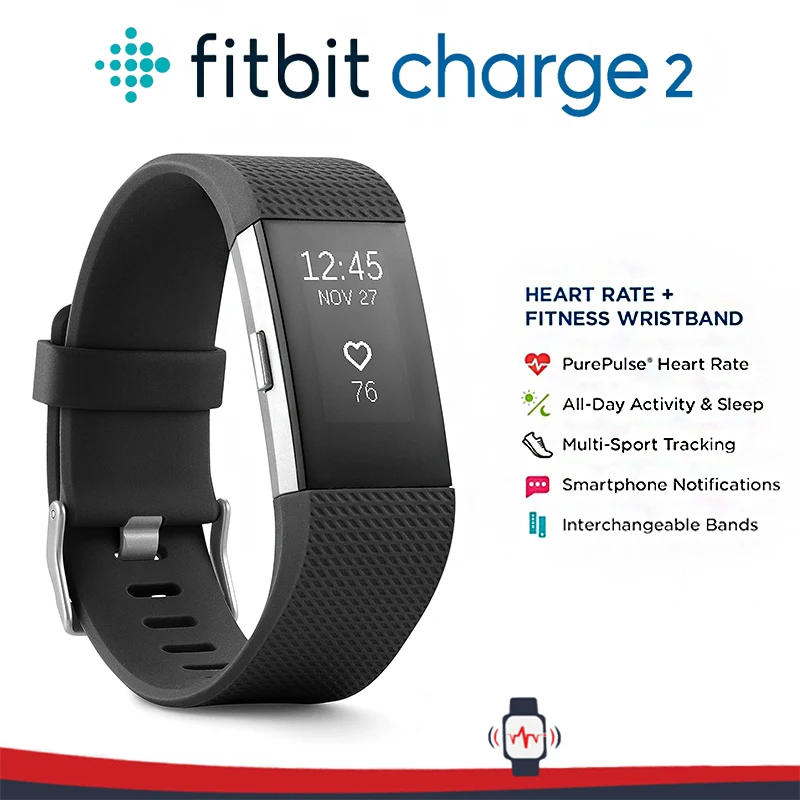 fitbit charge 2
12:45
NOV 27
76
HEART RATE +
FITNESS WRISTBAND
PurePulse® Heart Rate
All-Day Activity & Sleep
Multi-Sport Tracking
Smartphone Notifications
Interchangeable Bands